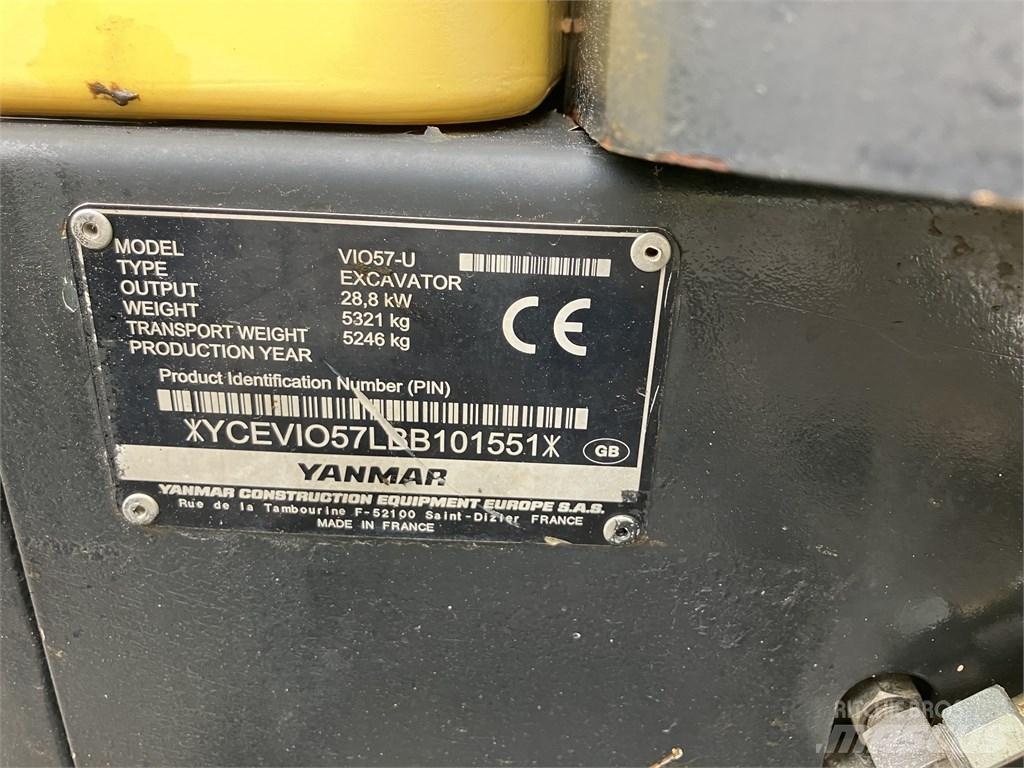 MODEL VIO57-U
TYPE EXCAVATOR
OUTPUT 28,8 kW
WEIGHT 5321 kg
TRANSPORT WEIGHT 5246 kg
PRODUCTION YEAR
CE
Product Identification Number (PIN)
*YCEVIO57LBB101551*
GB
YANMAR
YANMAR CONSTRUCTION EQUIPMENT EUROPE S.A.S.
Rue de la Tambourine F-52100 Saint-Dizier FRANCE
MADE IN FRANCE